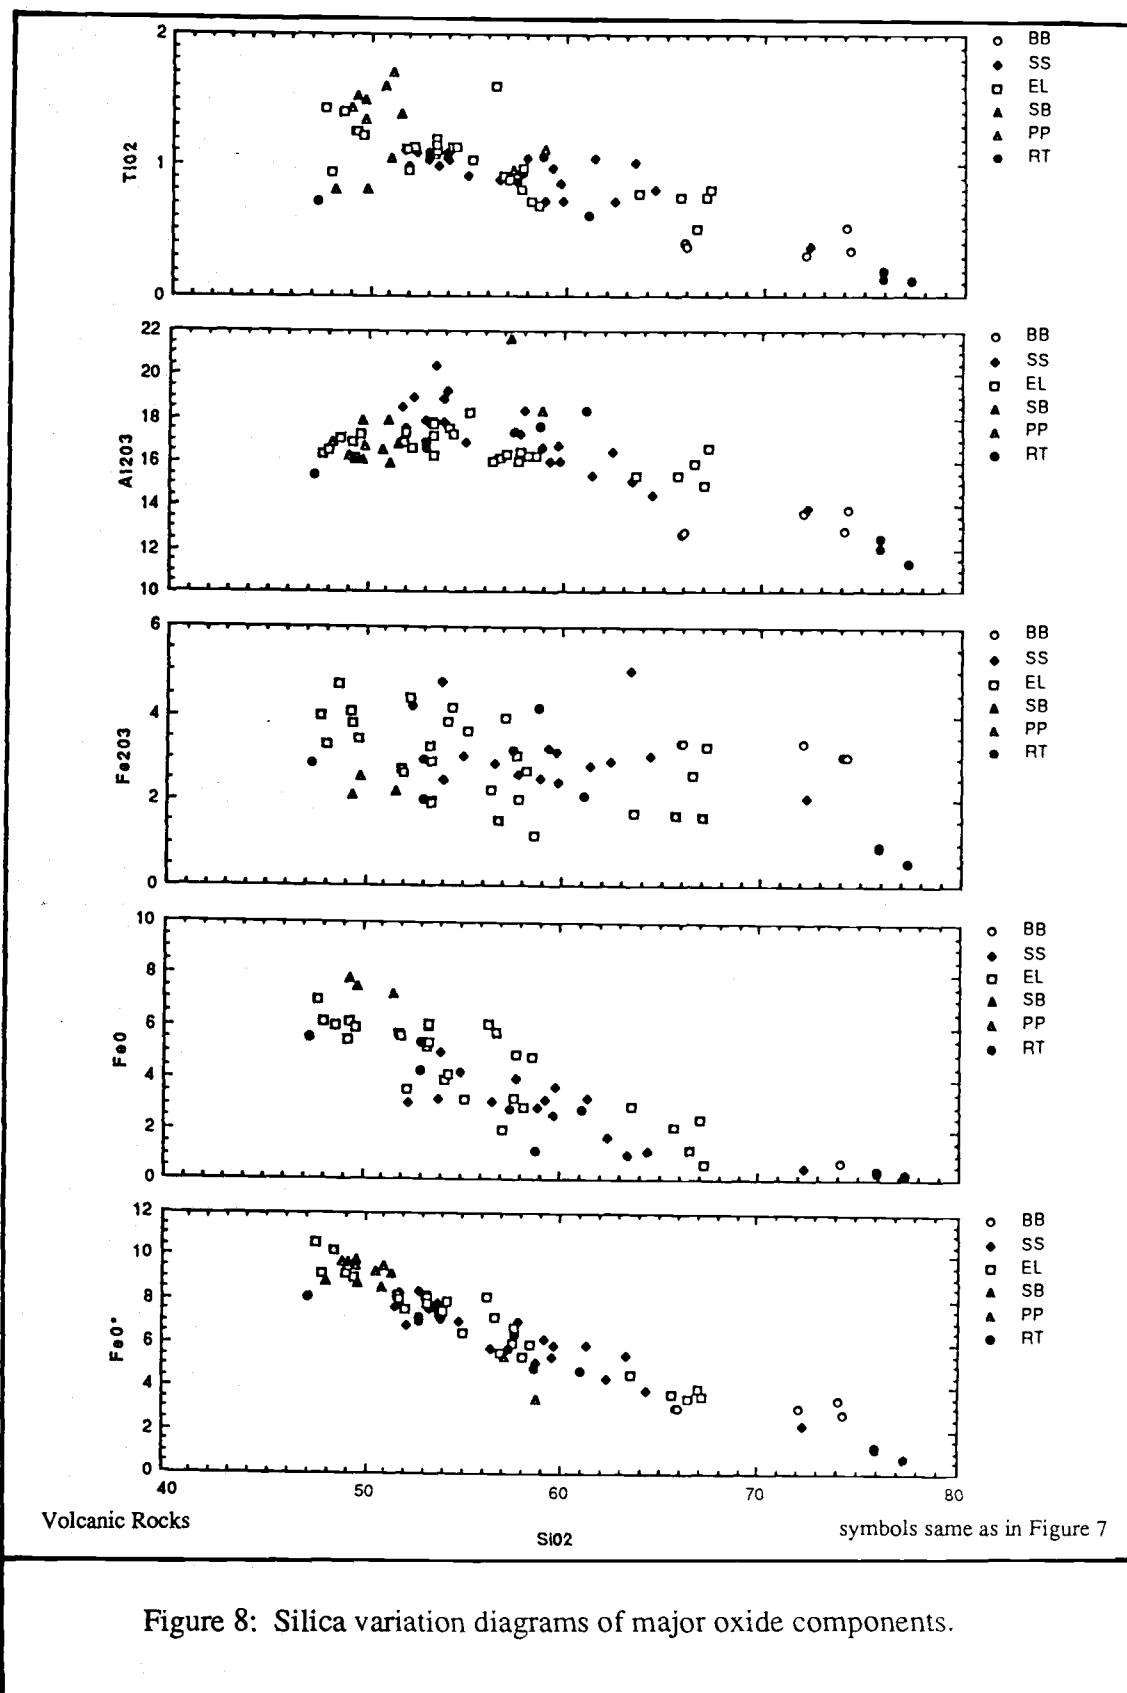 2
1
0
TiO2
BB
SS
EL
SB
PP
RT
22
20
18
16
14
12
10
Al2O3
BB
SS
EL
SB
PP
RT
6
4
2
0
Fe2O3
BB
SS
EL
SB
PP
RT
10
8
6
4
2
0
FeO
BB
SS
EL
SB
PP
RT
12
10
8
6
4
2
0
FeO*
BB
SS
EL
SB
PP
RT
40 50 60 70 80
Volcanic Rocks
SiO2
symbols same as in Figure 7
Figure 8: Silica variation diagrams of major oxide components.